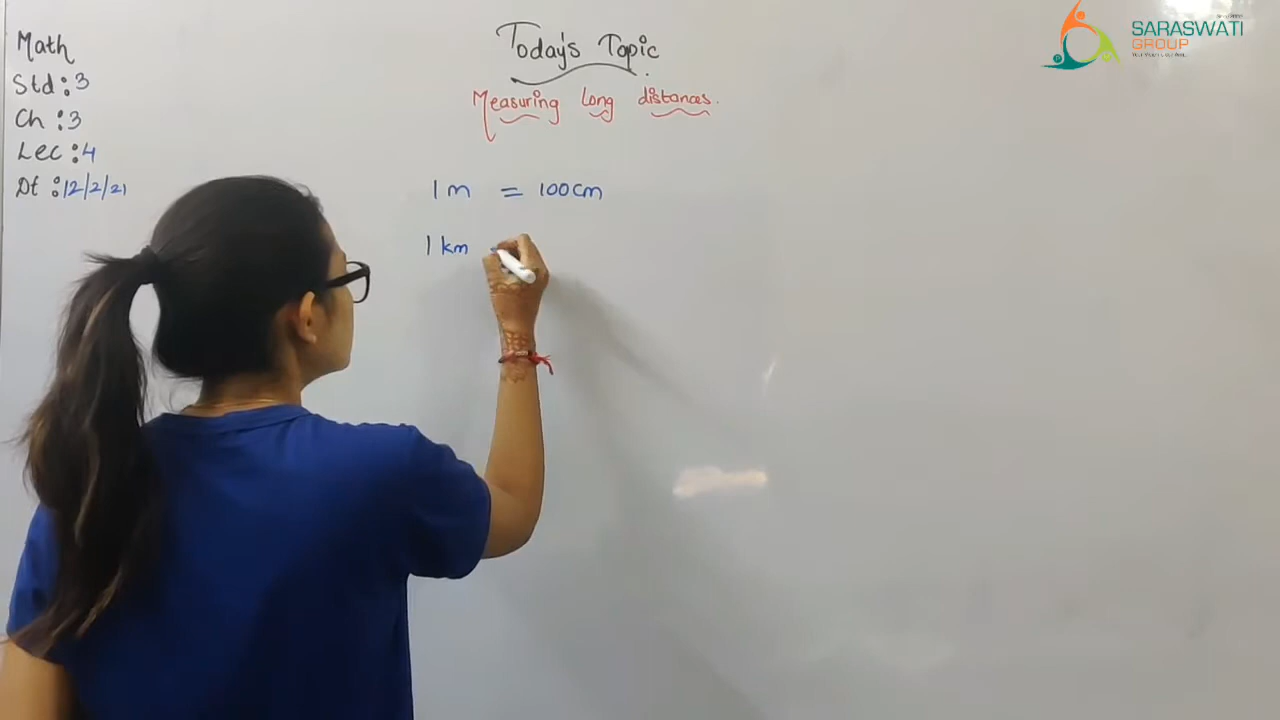 Math
Std : 3
Ch : 3
Lec : 4
Dt : 12/2/21
Today's Topic
Measuring long distances.
1 m = 100 cm
1 km
SARASWATI
GROUP